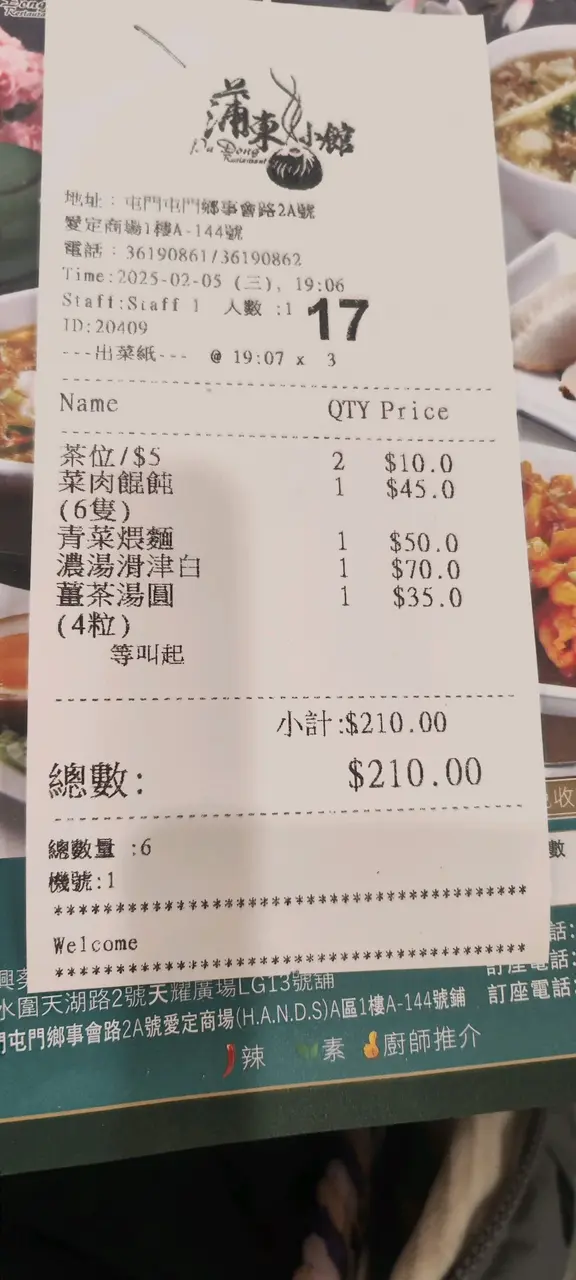 蒲東小館
Pu Dong
Restaurant
地址：屯門屯門鄉事會路2A號
愛定商場1樓A-144號
電話：36190861/36190862
Time:2025-02-05 (三), 19:06
Staff:Staff 1 人數 :1 17
ID:20409
---出菜紙--- @ 19:07 x 3
Name QTY Price
茶位/$5 2 $10.0
菜肉餛飩 1 $45.0
(6隻)
青菜煨麵 1 $50.0
濃湯滑津白 1 $70.0
薑茶湯圓 1 $35.0
(4粒)
等叫起
小計:$210.00
總數: $210.00
總數量 :6
機號:1
****************************************
Welcome
****************************************
收
數
水圍天湖路2號天耀廣場LG13號舖 訂座電話:
門屯門鄉事會路2A號愛定商場(H.A.N.D.S)A區1樓A-144號鋪 訂座電話:
辣 素 廚師推介